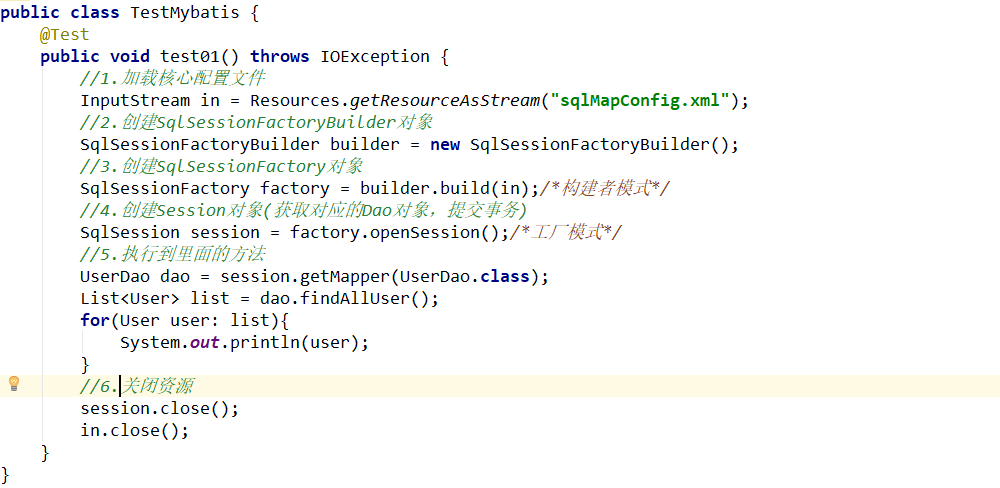 public class TestMybatis {
@Test
public void test01() throws IOException {
//1.加载核心配置文件
InputStream in = Resources.getResourceAsStream("sqlMapConfig.xml");
//2.创建SqlSessionFactoryBuilder对象
SqlSessionFactoryBuilder builder = new SqlSessionFactoryBuilder();
//3.创建SqlSessionFactory对象
SqlSessionFactory factory = builder.build(in);/*构建者模式*/
//4.创建Session对象(获取对应的Dao对象，提交事务)
SqlSession session = factory.openSession();/*工厂模式*/
//5.执行到里面的方法
UserDao dao = session.getMapper(UserDao.class);
List<User> list = dao.findAllUser();
for(User user: list){
System.out.println(user);
}
//6.关闭资源
session.close();
in.close();
}
}